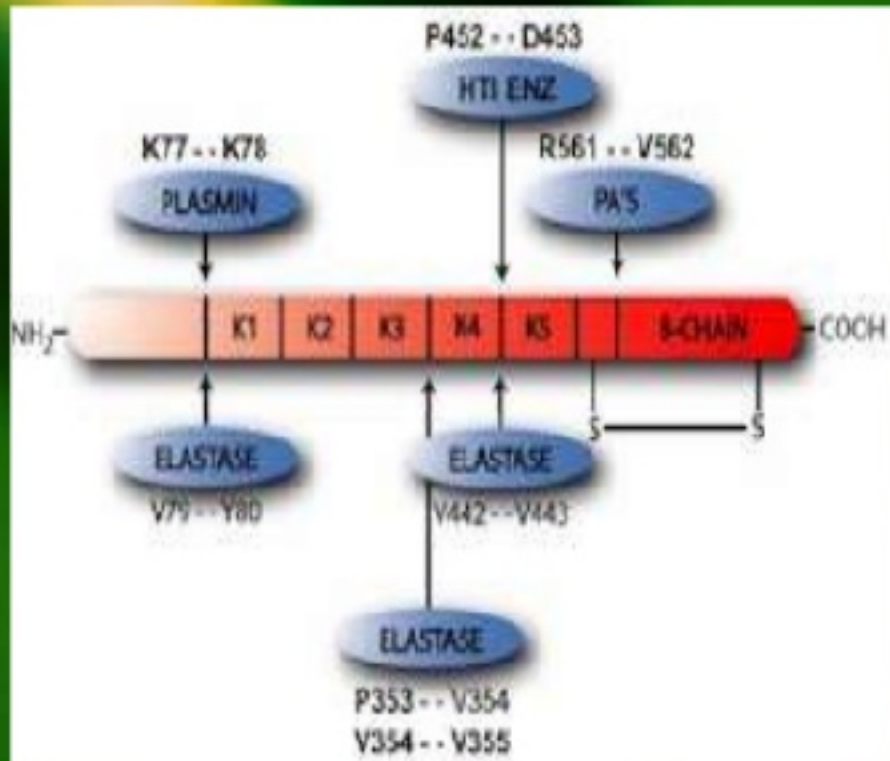 P452 - - D453
HTI ENZ
K77 - - K78
R561 - - V562
PLASMIN
PA'S
NH2
K1
K2
K3
K4
K5
B-CHAIN
COOH
S
S
ELASTASE
V79 - - Y80
ELASTASE
V442 - - V443
ELASTASE
P353 - - V354
V354 - - V355